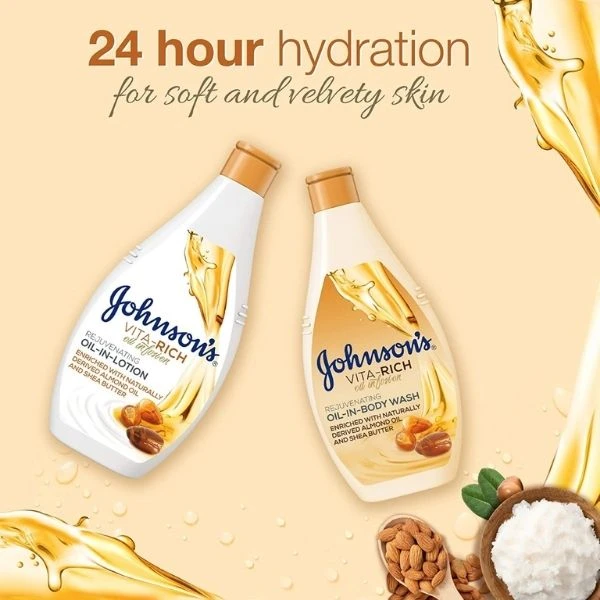 24 hour hydration
for soft and velvety skin
Johnson's®
VITA-RICH
oil infusion
REJUVENATING
OIL-IN-LOTION
ENRICHED WITH NATURALLY
DERIVED ALMOND OIL
AND SHEA BUTTER
Johnson's®
VITA-RICH
oil infusion
REJUVENATING
OIL-IN-BODY WASH
ENRICHED WITH NATURALLY
DERIVED ALMOND OIL
AND SHEA BUTTER